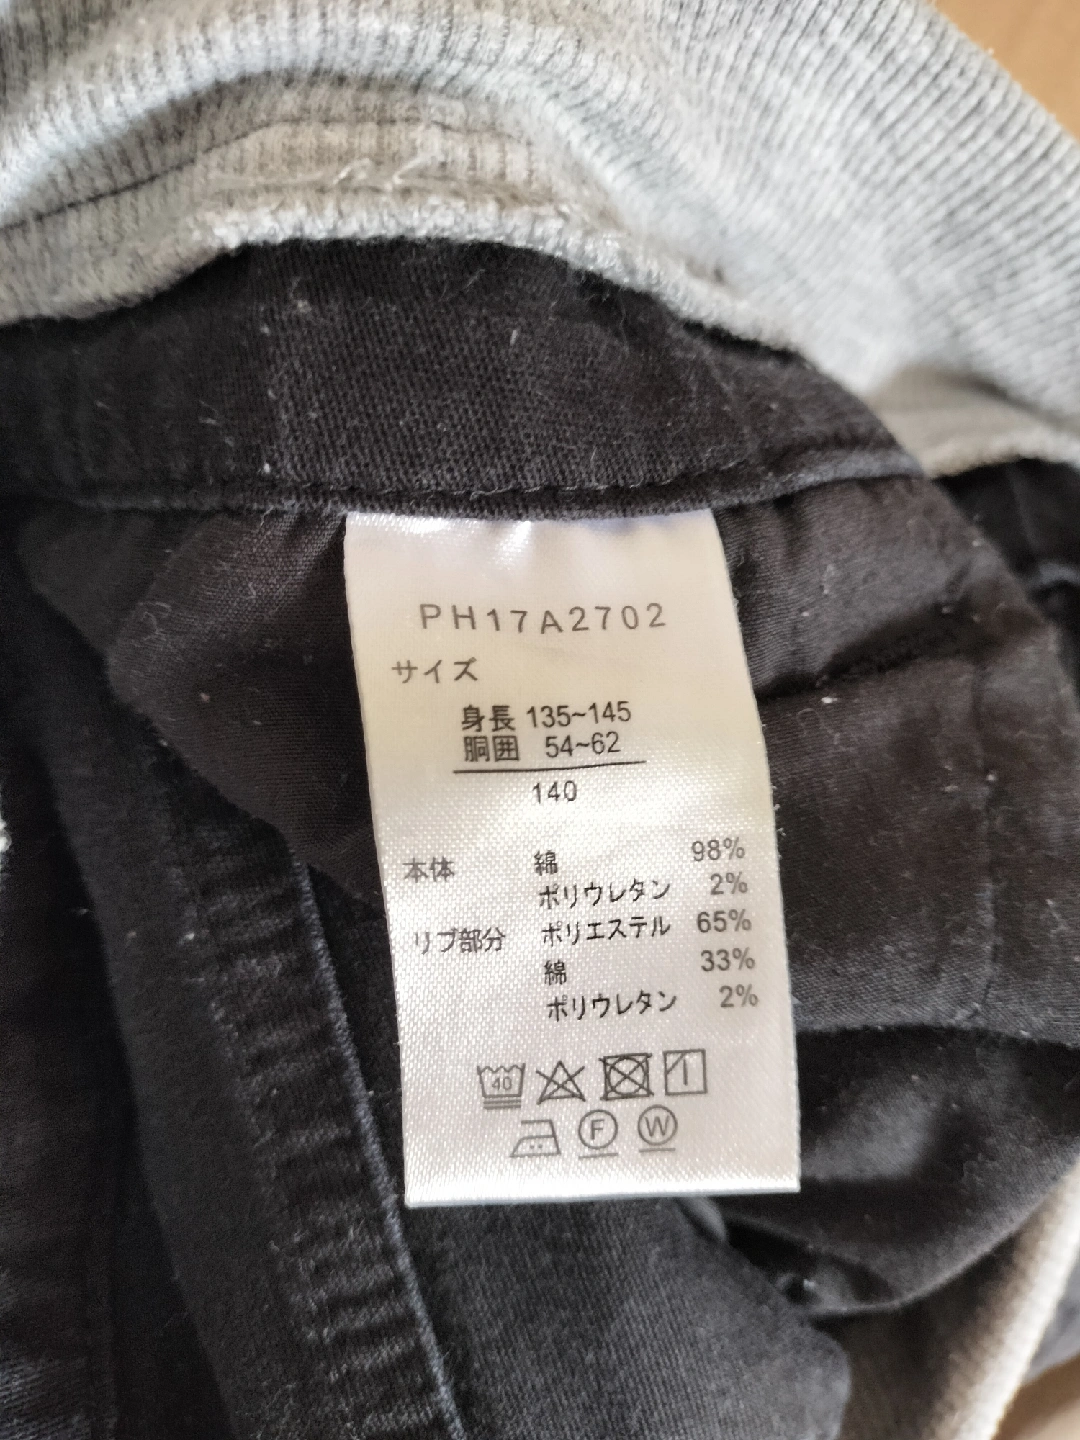 PH17A2702
サイズ
身長 135~145
胴囲 54~62
140
本体 綿 98%
ポリウレタン 2%
リブ部分 ポリエステル 65%
綿 33%
ポリウレタン 2%
40
F W